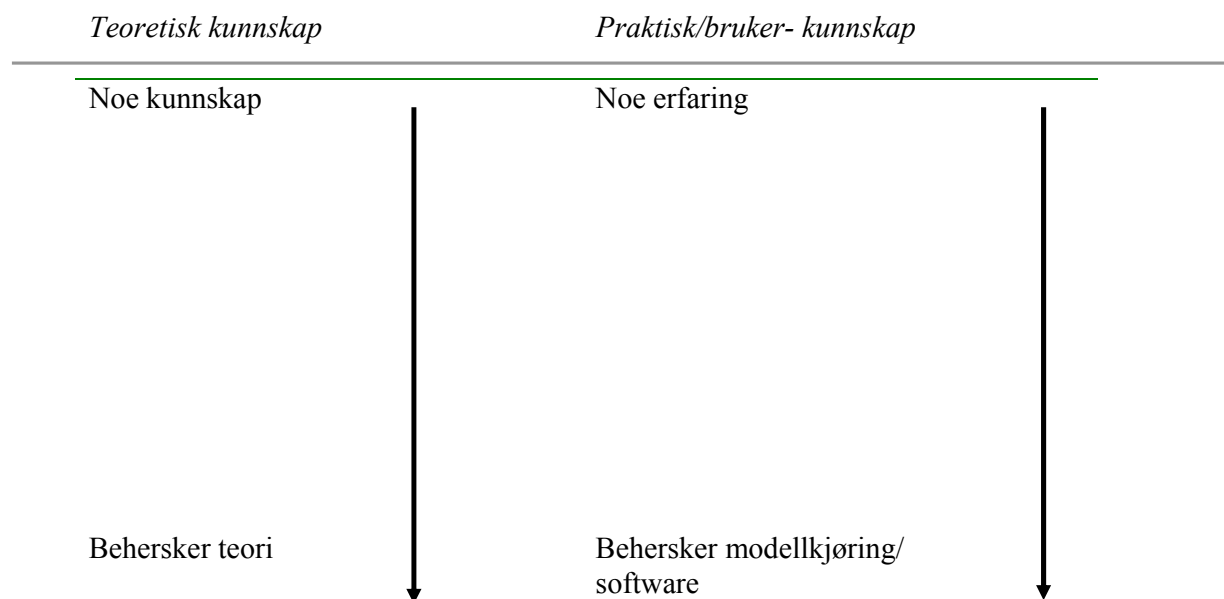 Teoretisk kunnskap Praktisk/bruker- kunnskap
Noe kunnskap Noe erfaring
Behersker teori Behersker modellkjøring/
software